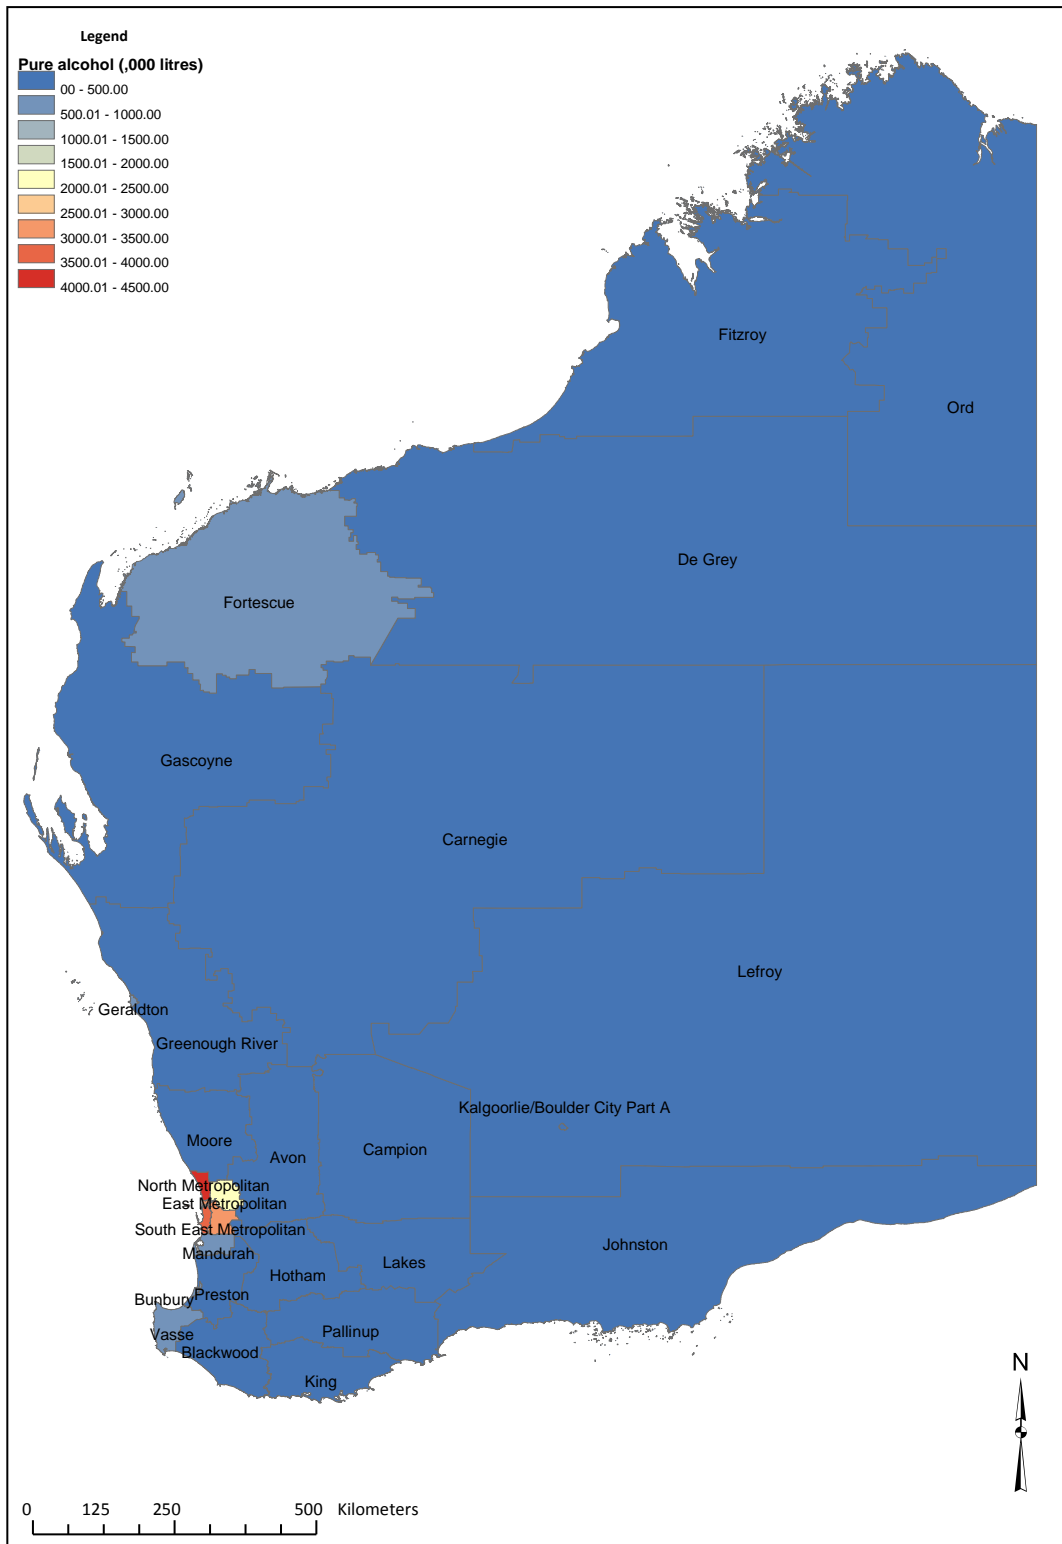 Legend
Pure alcohol (,000 litres)
00 - 500.00
500.01 - 1000.00
1000.01 - 1500.00
1500.01 - 2000.00
2000.01 - 2500.00
2500.01 - 3000.00
3000.01 - 3500.00
3500.01 - 4000.00
4000.01 - 4500.00
Fitzroy
Ord
De Grey
Fortescue
Gascoyne
Carnegie
Lefroy
Geraldton
Greenough River
Kalgoorlie/Boulder City Part A
Moore
Campion
Avon
North Metropolitan
East Metropolitan
South East Metropolitan
Johnston
Mandurah
Lakes
Hotham
Preston
Bunbury
Pallinup
Vasse
Blackwood
King
N
0 125 250 500 Kilometers